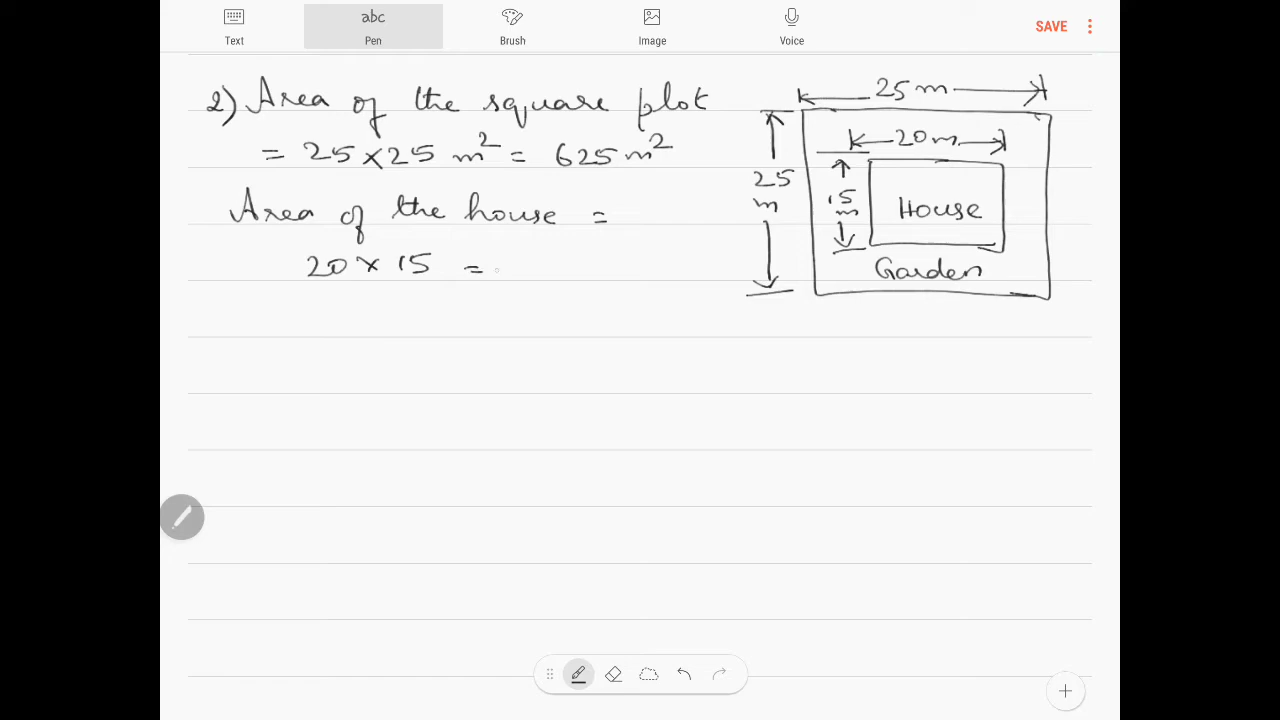 Text
abc
Pen
Brush
Image
Voice
SAVE
2) Area of the square plot
= 25 × 25 m² = 625 m²
Area of the house =
20 × 15 =
25 m
20 m
25
m
15
m
House
Garden